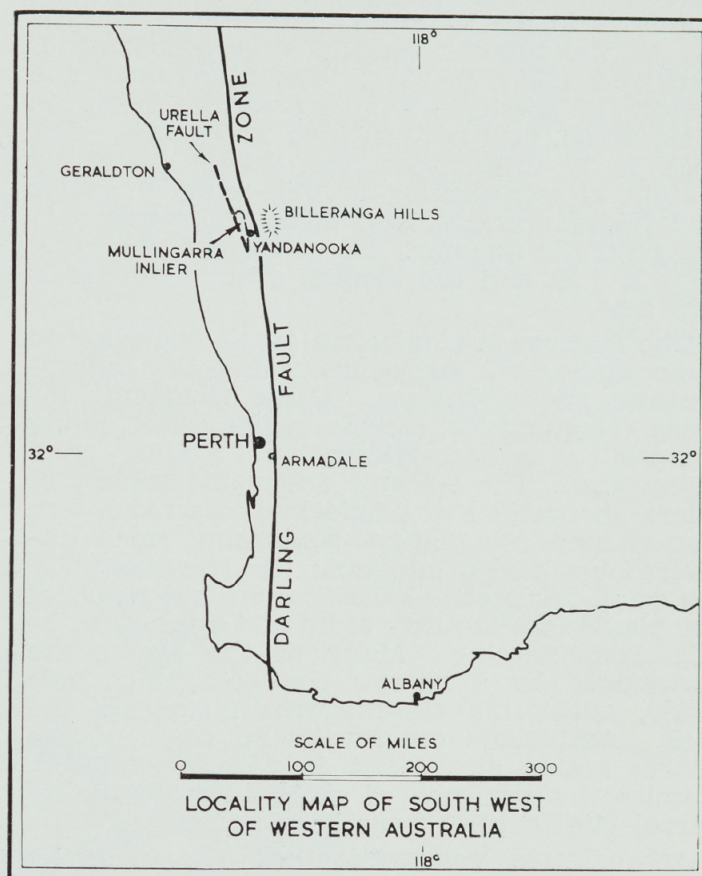 118°
ZONE
URELLA
FAULT
GERALDTON
BILLERANGA HILLS
MULLINGARRA
INLIER
YANDANOOKA
FAULT
PERTH
32°
ARMADALE
32°
DARLING
ALBANY
SCALE OF MILES
0 100 200 300
LOCALITY MAP OF SOUTH WEST
OF WESTERN AUSTRALIA
118°